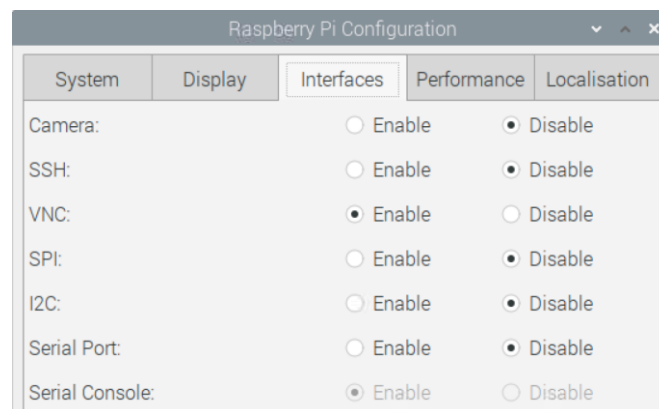 Raspberry Pi Configuration
System Display Interfaces Performance Localisation
Camera: Enable Disable
SSH: Enable Disable
VNC: Enable Disable
SPI: Enable Disable
I2C: Enable Disable
Serial Port: Enable Disable
Serial Console: Enable Disable